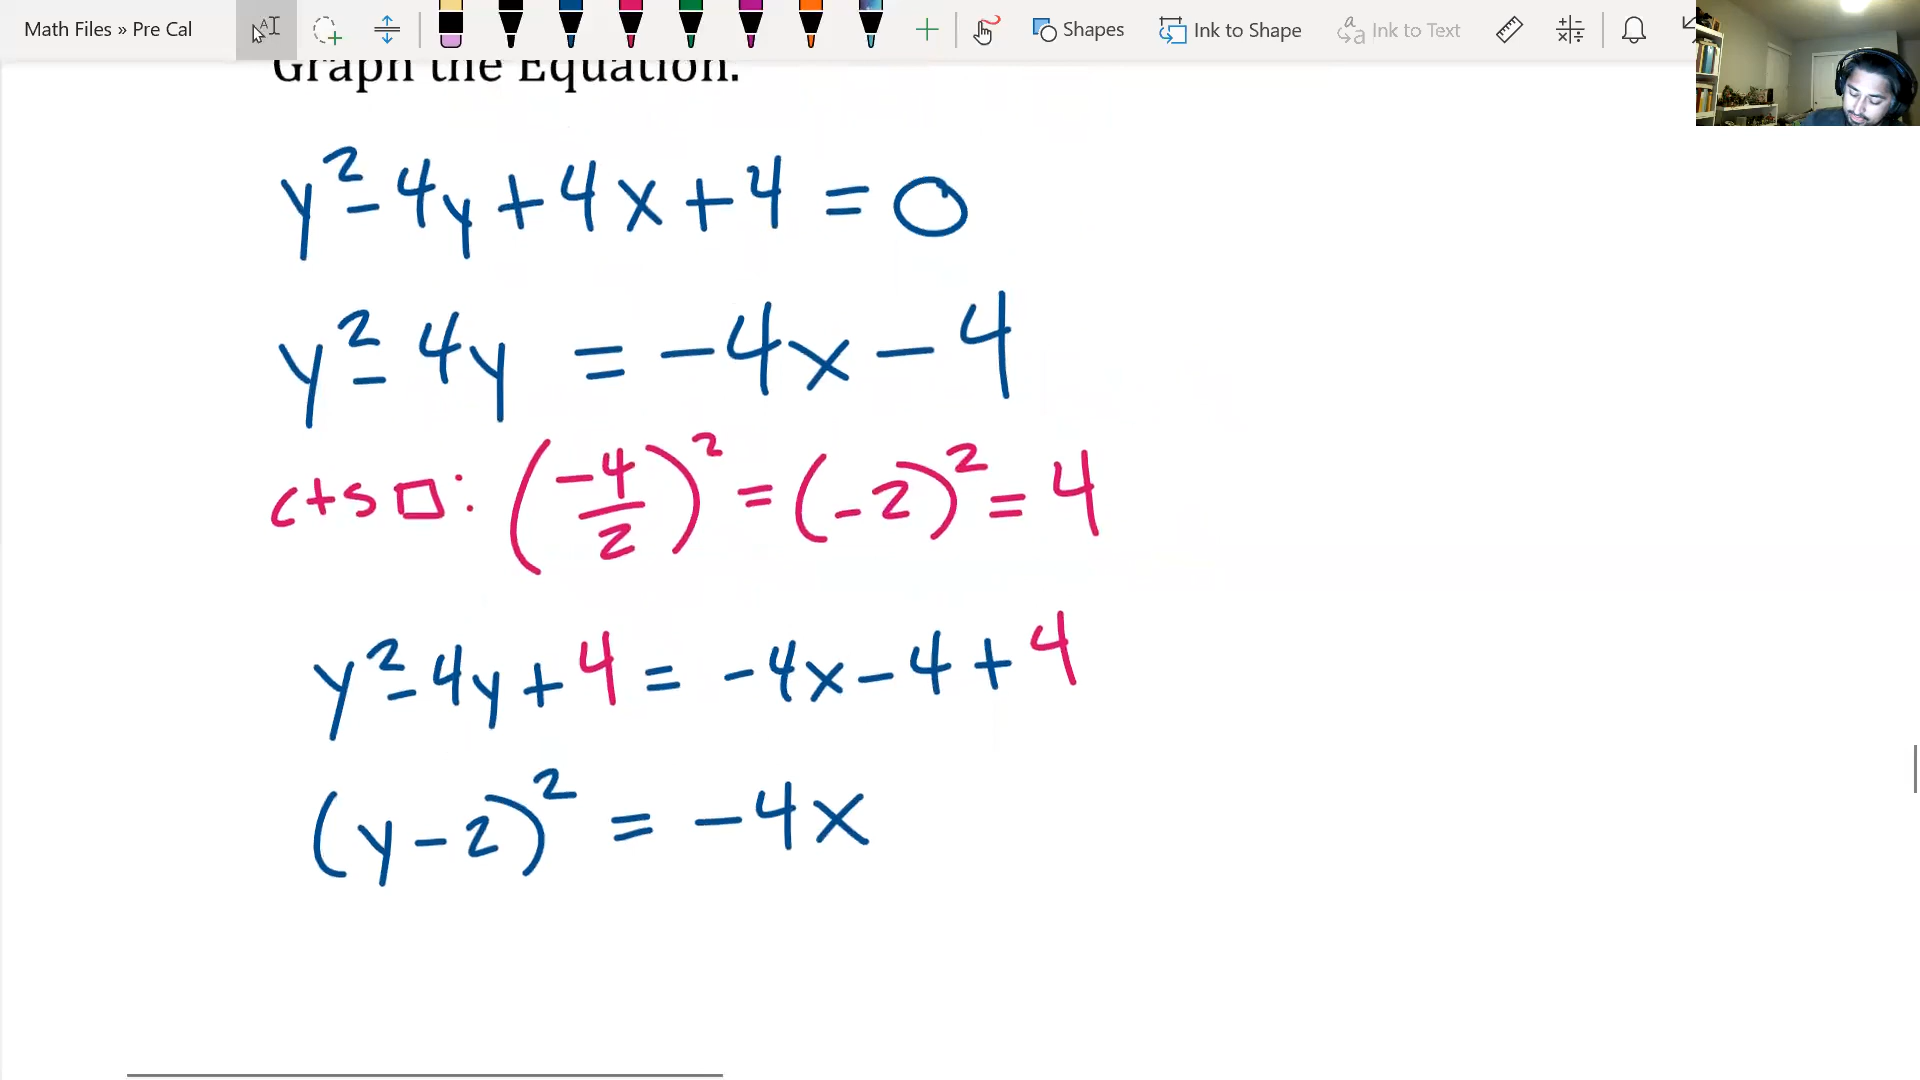 Math Files » Pre Cal
Shapes
Ink to Shape
Ink to Text
Graph the Equation.
y² - 4y + 4x + 4 = 0
y² - 4y = -4x - 4
cts □: (-4/2)² = (-2)² = 4
y² - 4y + 4 = -4x - 4 + 4
(y - 2)² = -4x